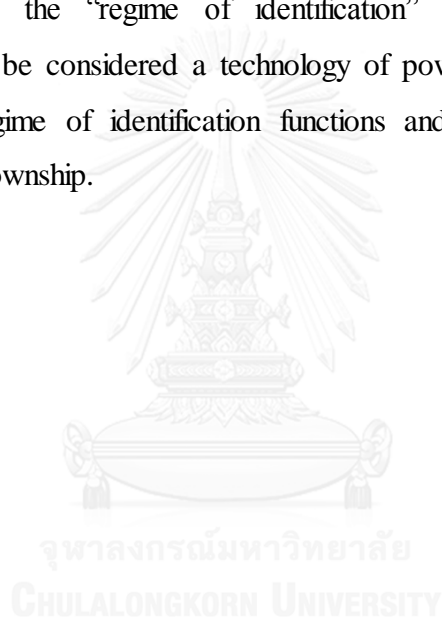 the “regime of identification”
be considered a technology of pov
gime of identification functions and
ownship.
จุฬาลงกรณ์มหาวิทยาลัย
CHULALONGKORN UNIVERSITY